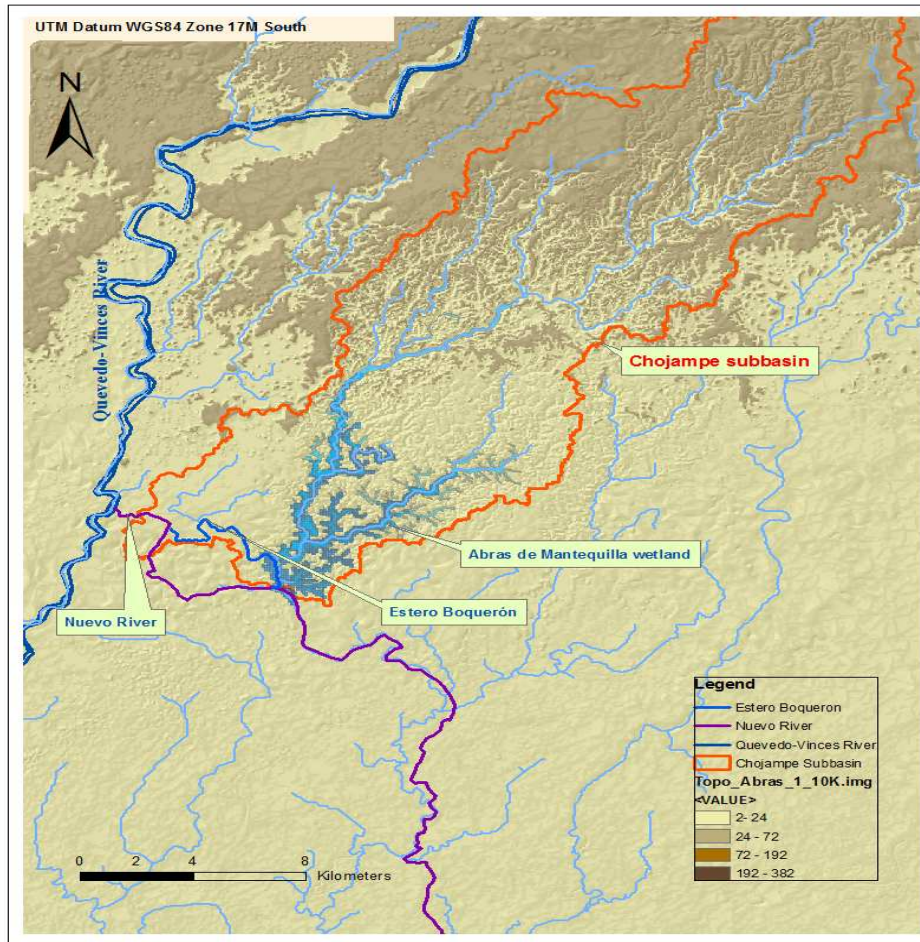 UTM Datum WGS84 Zone 17M South
N
Quevedo-Vinces River
Chojampe subbasin
Abras de Mantequilla wetland
Estero Boquerón
Nuevo River
Legend
Estero Boqueron
Nuevo River
Quevedo-Vinces River
Chojampe Subbasin
Topo_Abras_1_10K.img
<VALUE>
2- 24
24 - 72
72 - 192
192 - 382
0 2 4 8
Kilometers